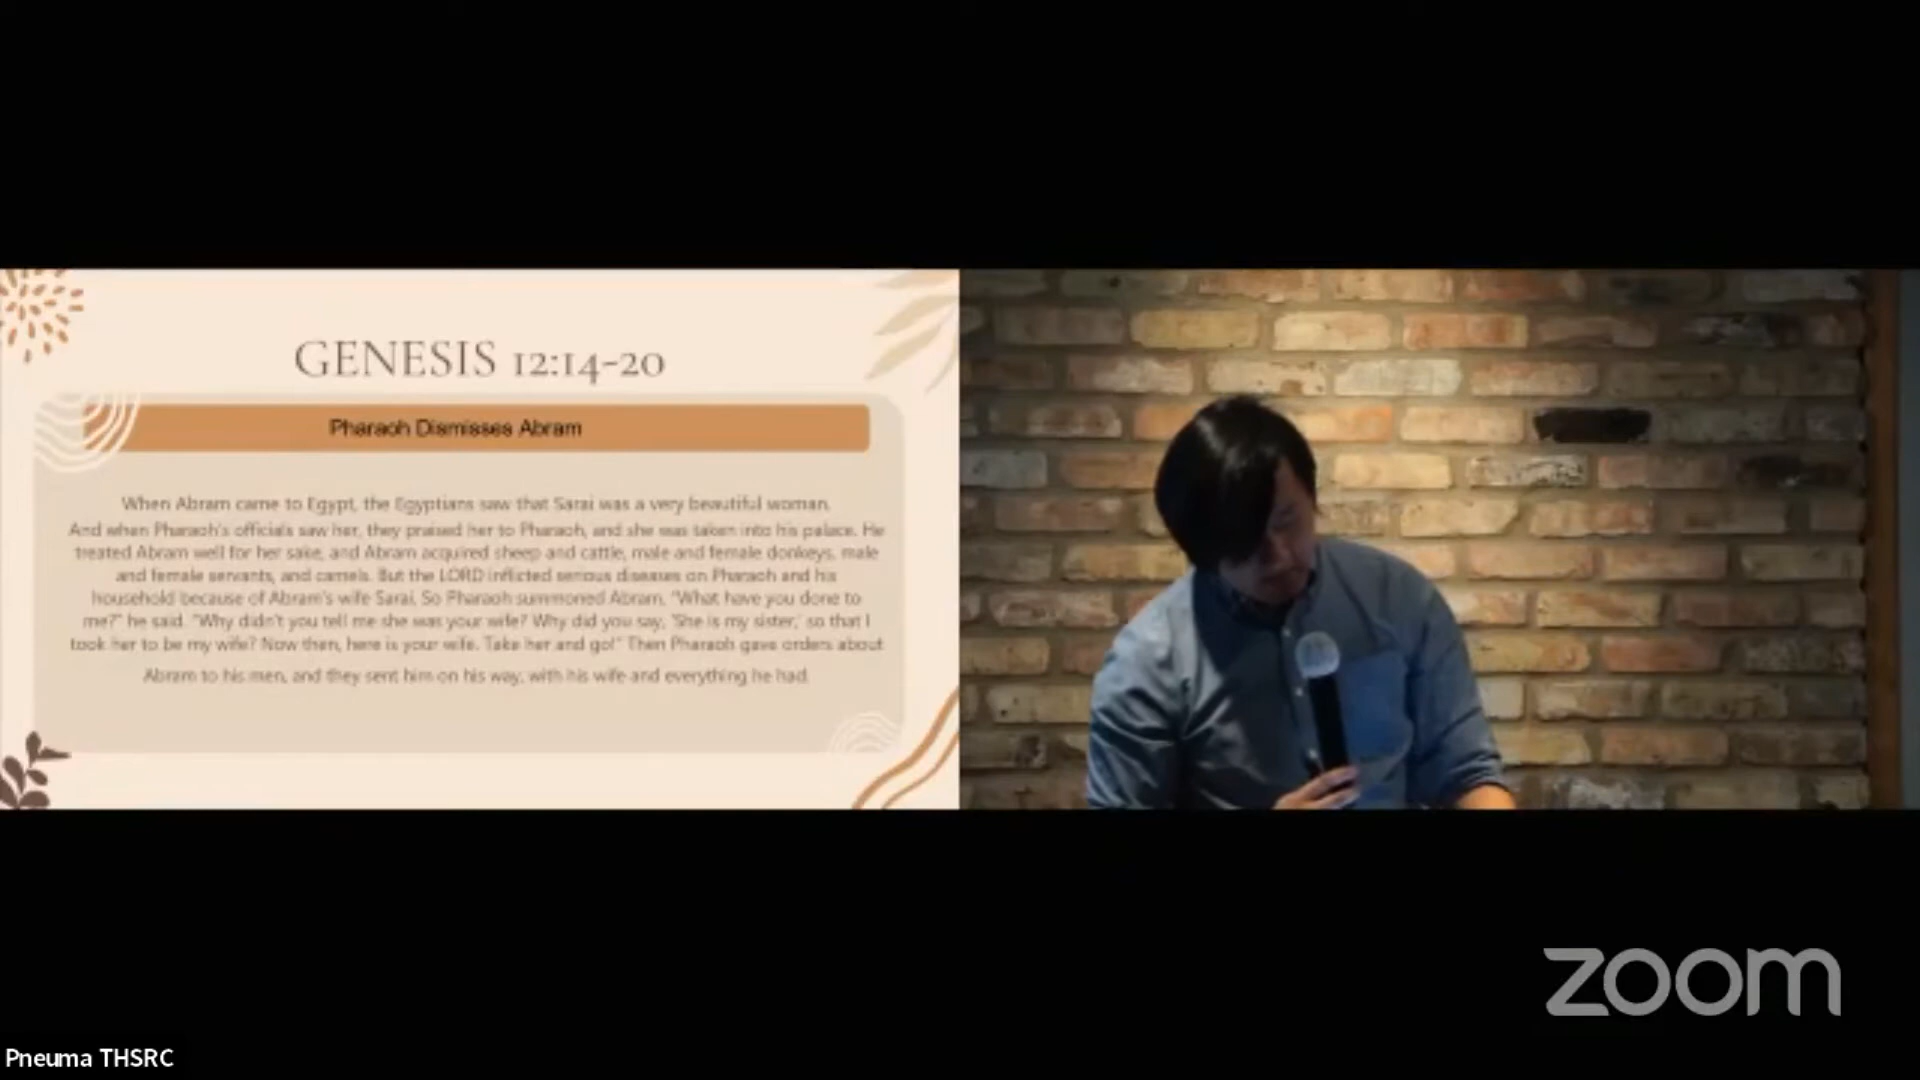 GENESIS 12:14-20
Pharaoh Dismisses Abram
When Abram came to Egypt, the Egyptians saw that Sarai was a very beautiful woman.
And when Pharaoh's officials saw her, they praised her to Pharaoh, and she was taken into his palace. He
treated Abram well for her sake, and Abram acquired sheep and cattle, male and female donkeys, male
and female servants, and camels. But the LORD inflicted serious diseases on Pharaoh and his
household because of Abram's wife Sarai. So Pharaoh summoned Abram. "What have you done to
me?" he said. "Why didn't you tell me she was your wife? Why did you say, 'She is my sister,' so that I
took her to be my wife? Now then, here is your wife. Take her and go!" Then Pharaoh gave orders about
Abram to his men, and they sent him on his way, with his wife and everything he had.
zoom
Pneuma THSRC